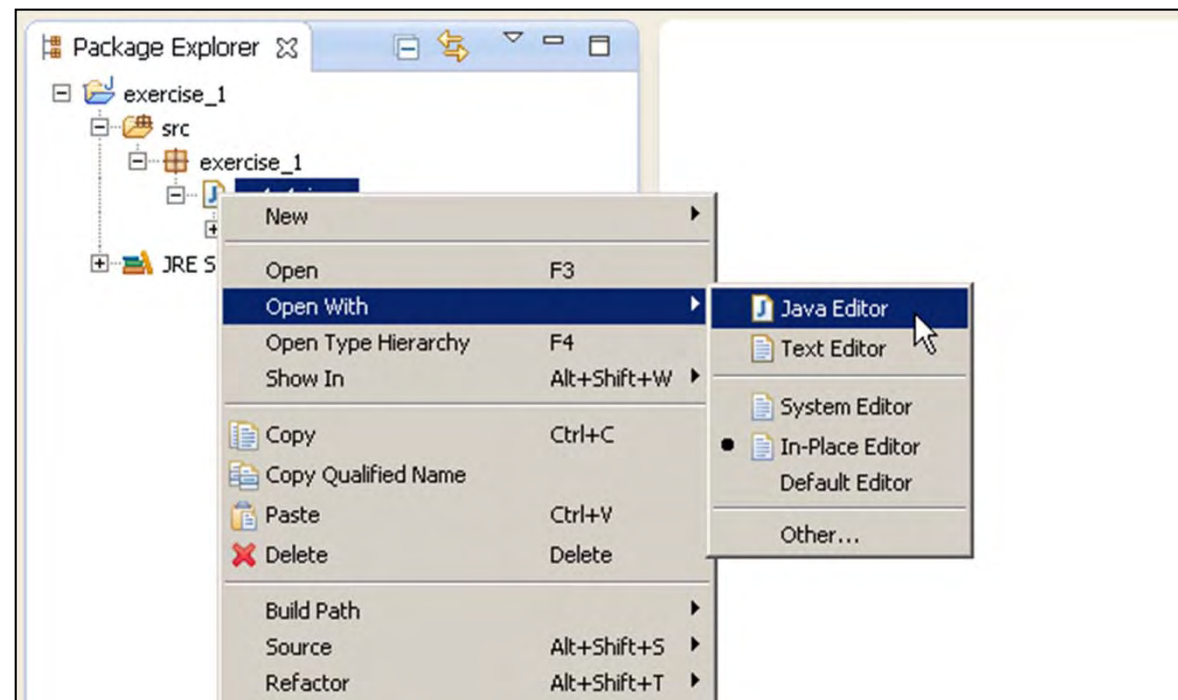 Package Explorer
exercise_1
src
exercise_1
JRE S
New
Open F3
Open With
Open Type Hierarchy F4
Show In Alt+Shift+W
Copy Ctrl+C
Copy Qualified Name
Paste Ctrl+V
Delete Delete
Build Path
Source Alt+Shift+S
Refactor Alt+Shift+T
Java Editor
Text Editor
System Editor
In-Place Editor
Default Editor
Other...